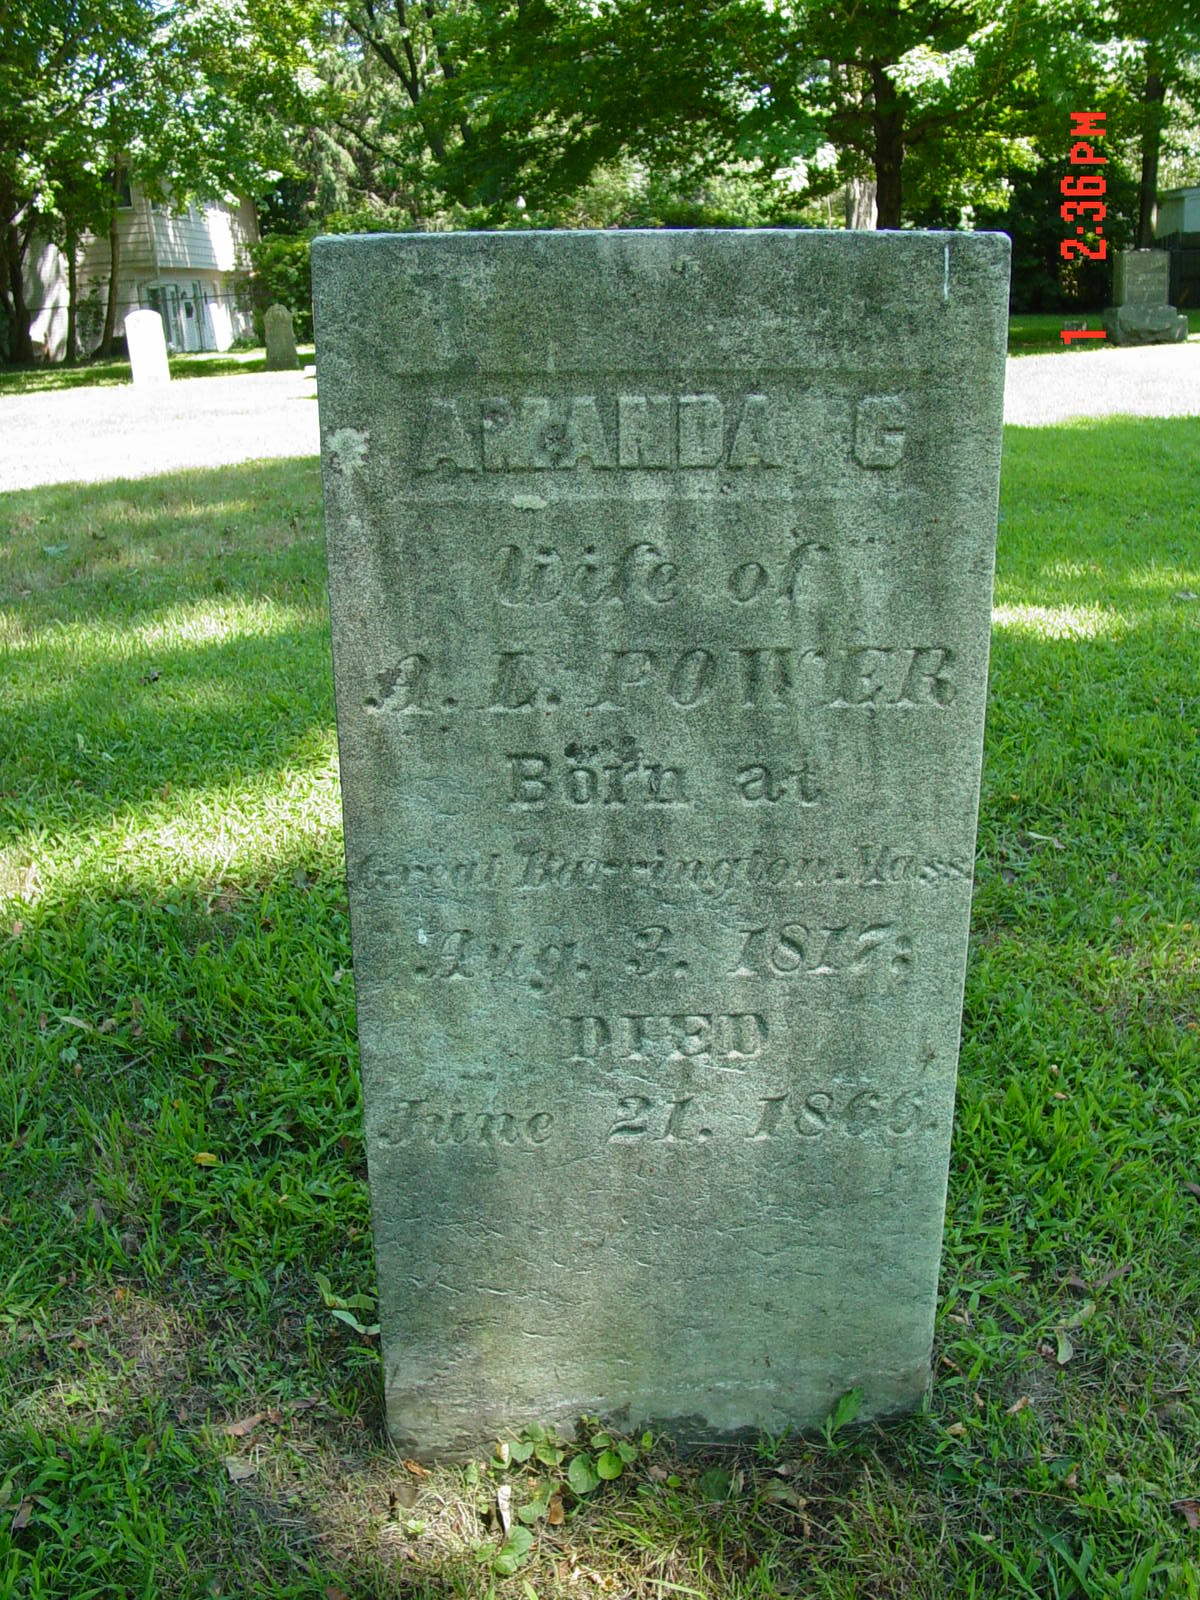 AMANDA G
Wife of
A. L. POWER
Born at
Great Barrington. Mass
Aug. 3. 1817;
DIED
June 21. 1866.
1 2:36 PM